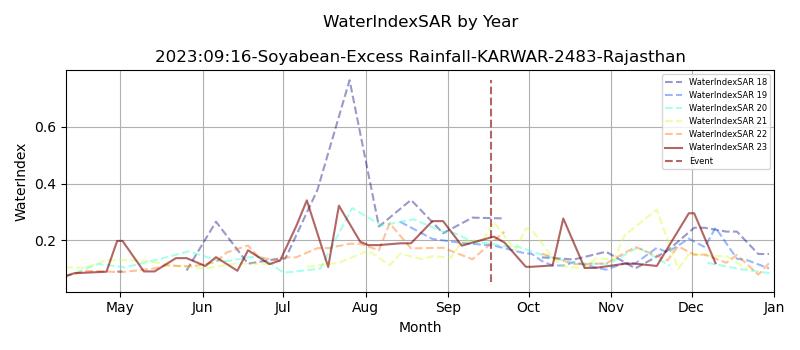 WaterIndexSAR by Year
2023:09:16-Soyabean-Excess Rainfall-KARWAR-2483-Rajasthan
WaterIndexSAR 18
WaterIndexSAR 19
WaterIndexSAR 20
WaterIndexSAR 21
WaterIndexSAR 22
WaterIndexSAR 23
Event
WaterIndex
0.6
0.4
0.2
May Jun Jul Aug Sep Oct Nov Dec Jan
Month